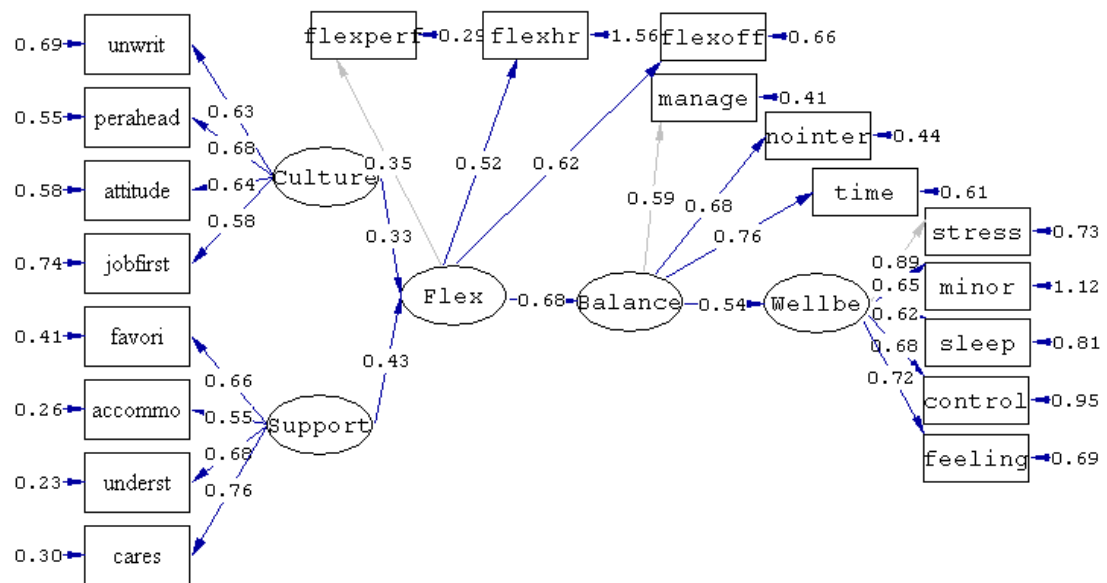 flexperf 0.29 flexhr 1.56 flexoff 0.66
0.69 unwrit
manage 0.41
0.55 perahead 0.63
nointer 0.44
0.68
0.58 attitude 0.64 Culture 0.35 0.52 0.62
time 0.61
0.58 0.59 0.68
0.33 0.76 stress 0.73
0.74 jobfirst
0.89
0.65 minor 1.12
Flex 0.68 Balance 0.54 Wellbe
0.62
0.41 favori 0.68 sleep 0.81
0.43 0.72
0.66 control 0.95
0.26 accommo 0.55 Support
0.68 feeling 0.69
0.23 underst 0.76
0.30 cares